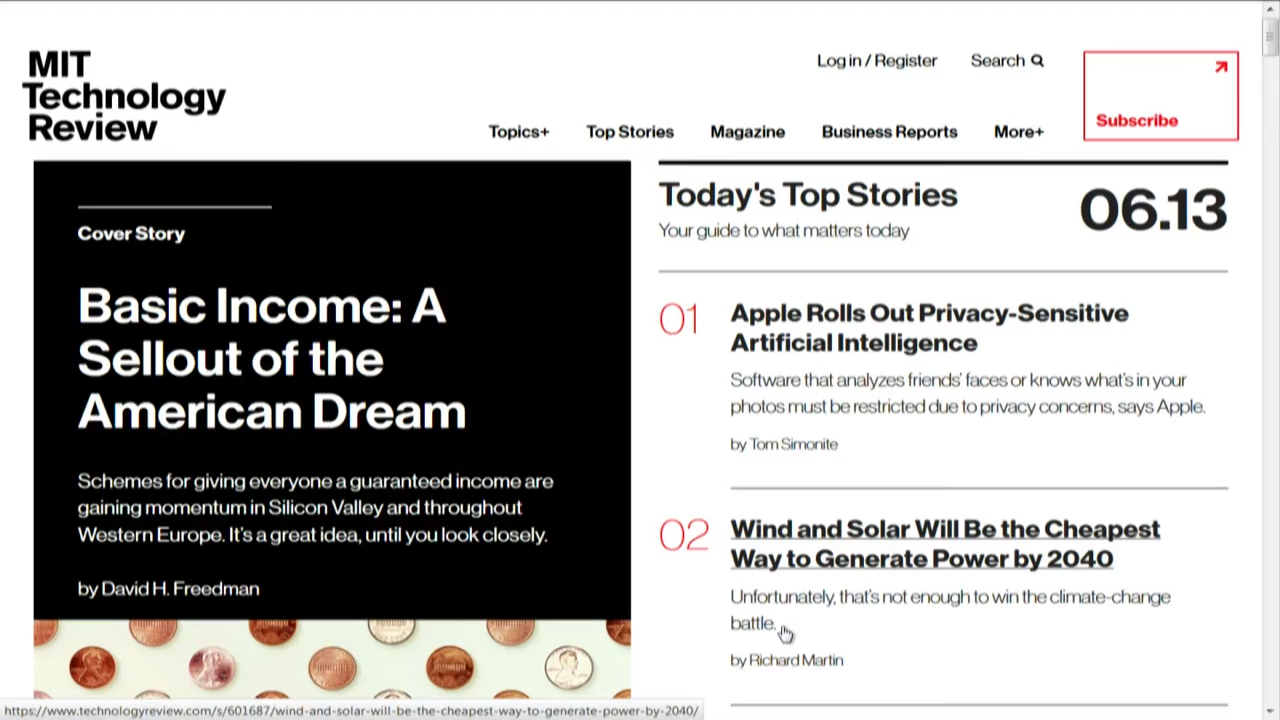 MIT
Technology
Review
Log in / Register
Search
Subscribe
Topics+
Top Stories
Magazine
Business Reports
More+
Cover Story
Basic Income: A
Sellout of the
American Dream
Schemes for giving everyone a guaranteed income are
gaining momentum in Silicon Valley and throughout
Western Europe. It's a great idea, until you look closely.
by David H. Freedman
Today's Top Stories
Your guide to what matters today
06.13
01
Apple Rolls Out Privacy-Sensitive
Artificial Intelligence
Software that analyzes friends' faces or knows what's in your
photos must be restricted due to privacy concerns, says Apple.
by Tom Simonite
02
Wind and Solar Will Be the Cheapest
Way to Generate Power by 2040
Unfortunately, that's not enough to win the climate-change
battle.
by Richard Martin
https://www.technologyreview.com/s/601687/wind-and-solar-will-be-the-cheapest-way-to-generate-power-by-2040/